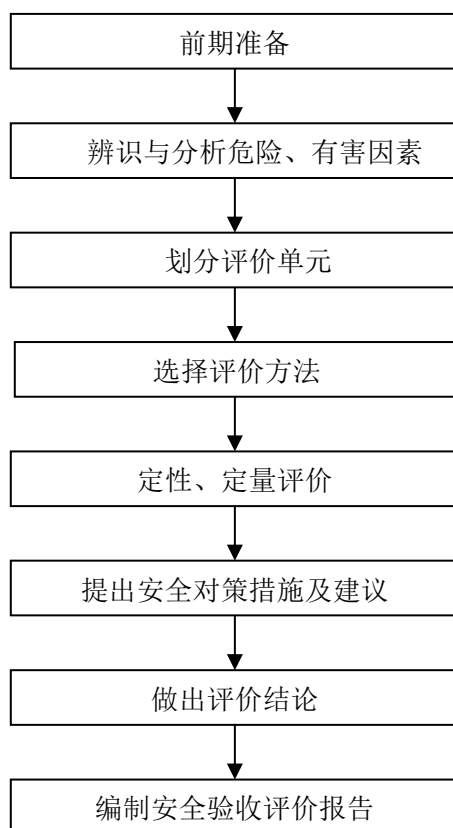 前期准备
辨识与分析危险、有害因素
划分评价单元
选择评价方法
定性、定量评价
提出安全对策措施及建议
做出评价结论
编制安全验收评价报告